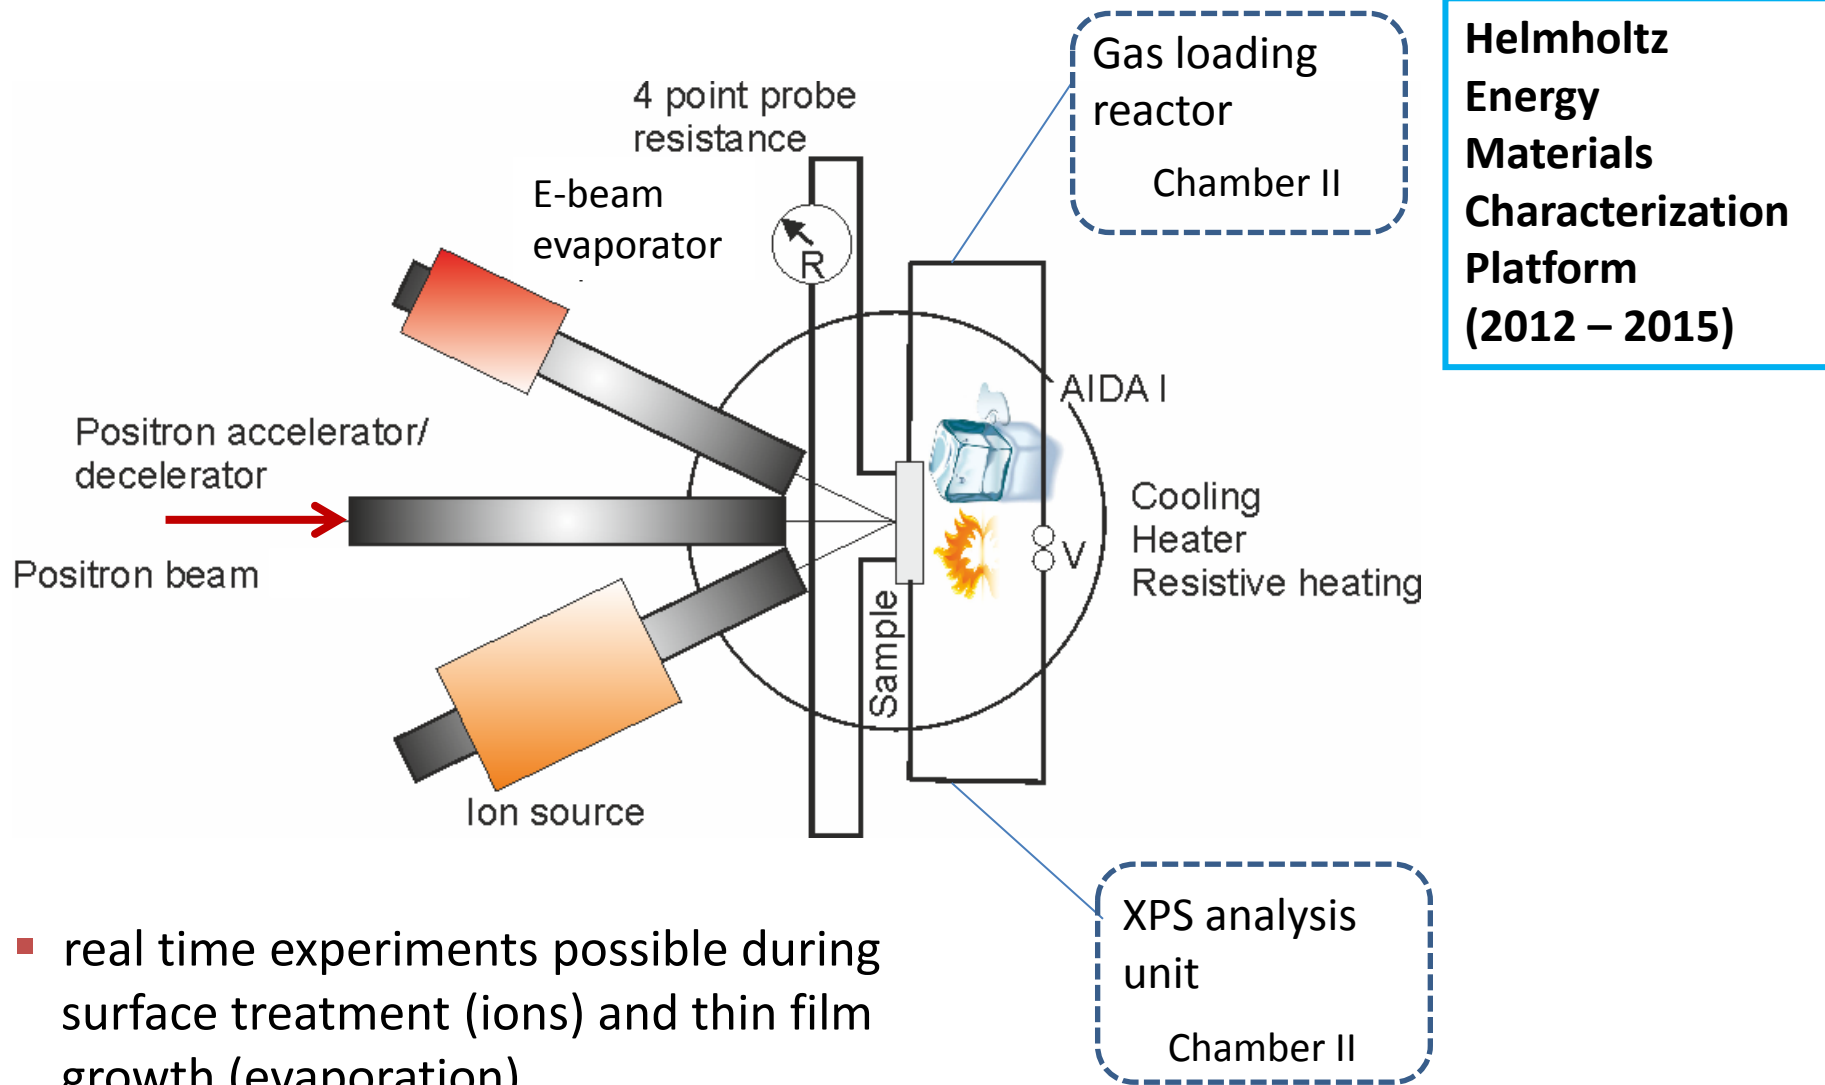 Gas loading
reactor
Chamber II
Helmholtz
Energy
Materials
Characterization
Platform
(2012 – 2015)
4 point probe
resistance
E-beam
evaporator
R
AIDA I
Positron accelerator/
decelerator
Positron beam
Cooling
Heater
Resistive heating
V
Sample
Ion source
XPS analysis
unit
Chamber II
▪ real time experiments possible during
surface treatment (ions) and thin film
growth (evaporation)